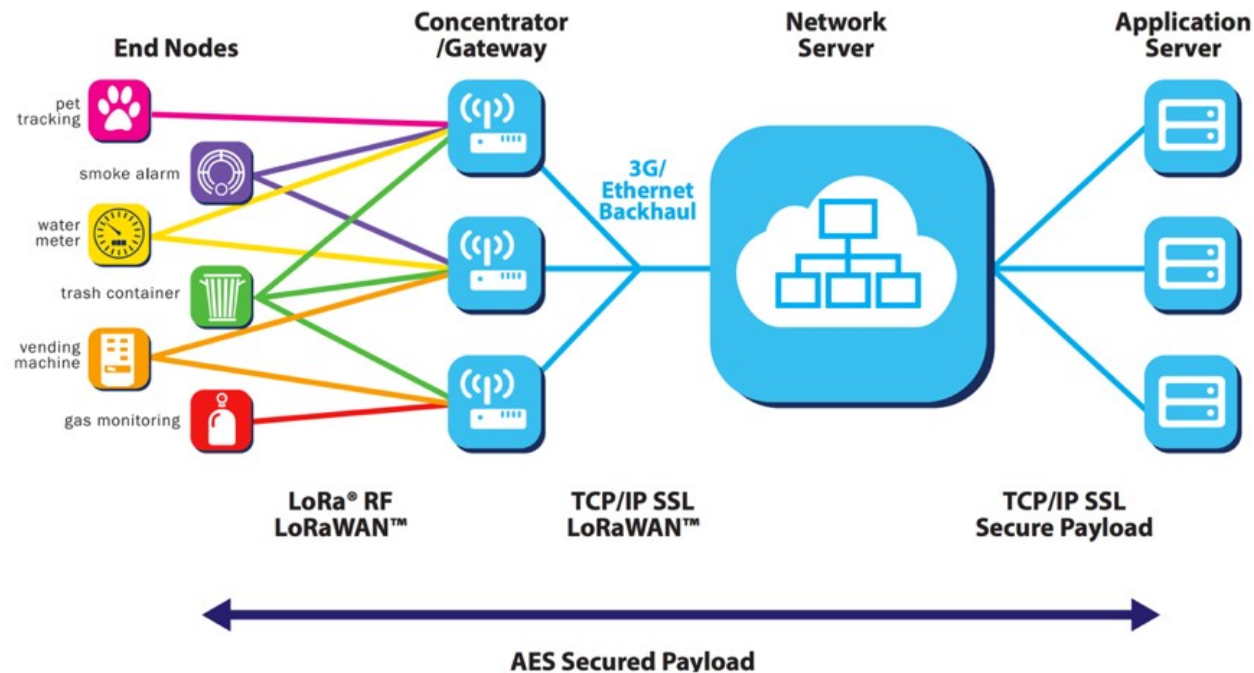 End Nodes
Concentrator
/Gateway
Network
Server
Application
Server
pet
tracking
smoke alarm
water
meter
trash container
vending
machine
gas monitoring
3G/
Ethernet
Backhaul
LoRa® RF
LoRaWAN™
TCP/IP SSL
LoRaWAN™
TCP/IP SSL
Secure Payload
AES Secured Payload